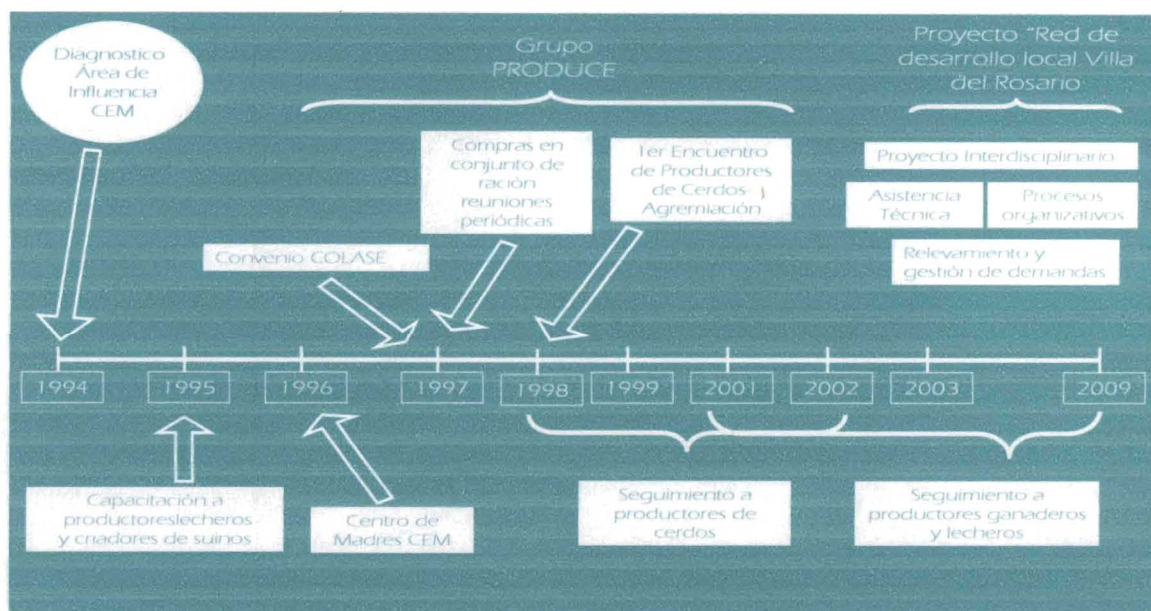 Diagnostico
Área de
Influencia
CEM
Grupo
PRODUCE
Proyecto "Red de
desarrollo local Villa
del Rosario
Compras en
conjunto de
ración
reuniones
periódicas
1er Encuentro
de Productores
de Cerdos
Agremiación
Proyecto Interdisciplinario
Asistencia
Técnica
Procesos
organizativos
Relevamiento y
gestión de demandas
Convenio COLASE
1994
1995
1996
1997
1998
1999
2001
2002
2003
2009
Capacitación a
productoreslecheros
y criadores de suinos
Centro de
Madres CEM
Seguimiento a
productores de
cerdos
Seguimiento a
productores ganaderos
y lecheros